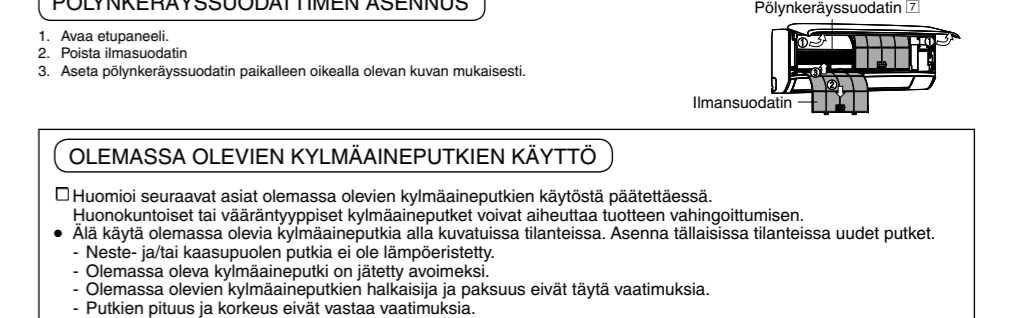 PÖLYNKERÄYSSUODATTIMEN ASENNUS
1. Avaa etupaneeli.
2. Poista ilmasuodatin
3. Aseta pölynkeräyssuodatin paikalleen oikealla olevan kuvan mukaisesti.
Pölynkeräyssuodatin 7
1
1
3
2
Ilmansuodatin
OLEMASSA OLEVIEN KYLMÄAINEPUTKIEN KÄYTTÖ
□ Huomioi seuraavat asiat olemassa olevien kylmäaineputkien käytöstä päätettäessä.
Huonokuntoiset tai vääräntyyppiset kylmäaineputket voivat aiheuttaa tuotteen vahingoittumisen.
• Älä käytä olemassa olevia kylmäaineputkia alla kuvatuissa tilanteissa. Asenna tällaisissa tilanteissa uudet putket.
- Neste- ja/tai kaasupuolen putkia ei ole lämpöeristetty.
- Olemassa oleva kylmäaineputki on jätetty avoimeksi.
- Olemassa olevien kylmäaineputkien halkaisija ja paksuus eivät täytä vaatimuksia.
- Putkien pituus ja korkeus eivät vastaa vaatimuksia.